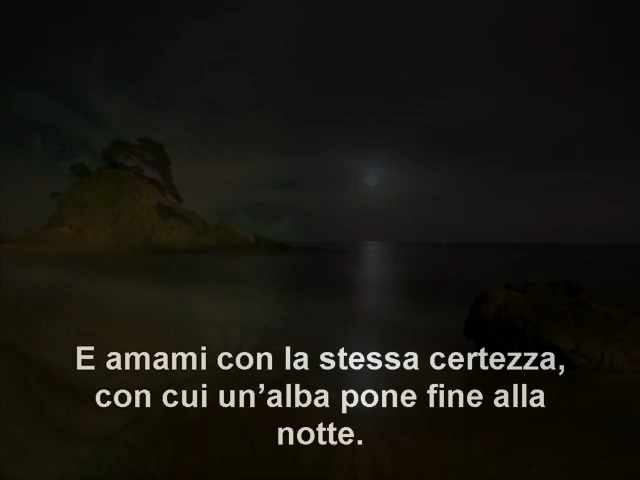 E amami con la stessa certezza,
con cui un’alba pone fine alla
notte.